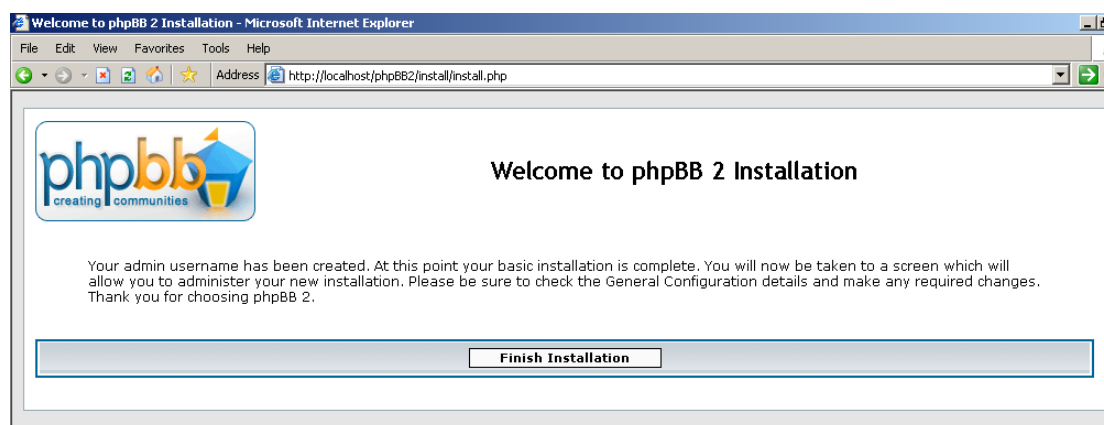 Welcome to phpBB 2 Installation - Microsoft Internet Explorer
File Edit View Favorites Tools Help
Address http://localhost/phpBB2/install/install.php
phpbb
creating communities
Welcome to phpBB 2 Installation
Your admin username has been created. At this point your basic installation is complete. You will now be taken to a screen which will
allow you to administer your new installation. Please be sure to check the General Configuration details and make any required changes.
Thank you for choosing phpBB 2.
Finish Installation